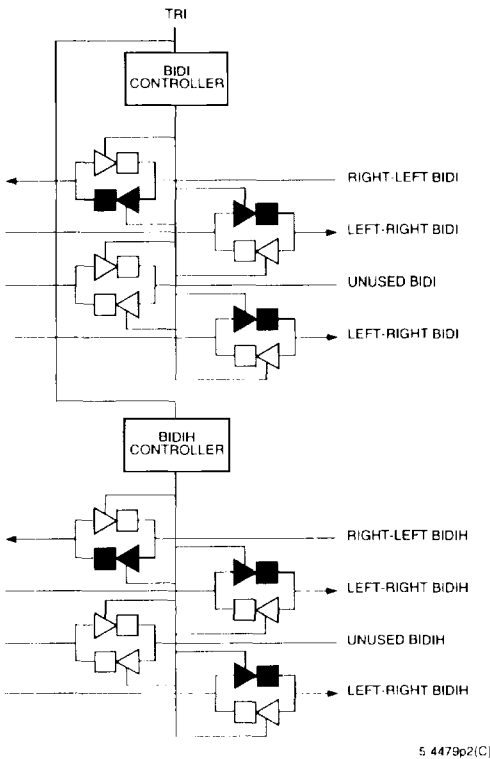 TRI
BIDI
CONTROLLER
RIGHT-LEFT BIDI
LEFT-RIGHT BIDI
UNUSED BIDI
LEFT-RIGHT BIDI
BIDIH
CONTROLLER
RIGHT-LEFT BIDIH
LEFT-RIGHT BIDIH
UNUSED BIDIH
LEFT-RIGHT BIDIH
5 4479p2(C)